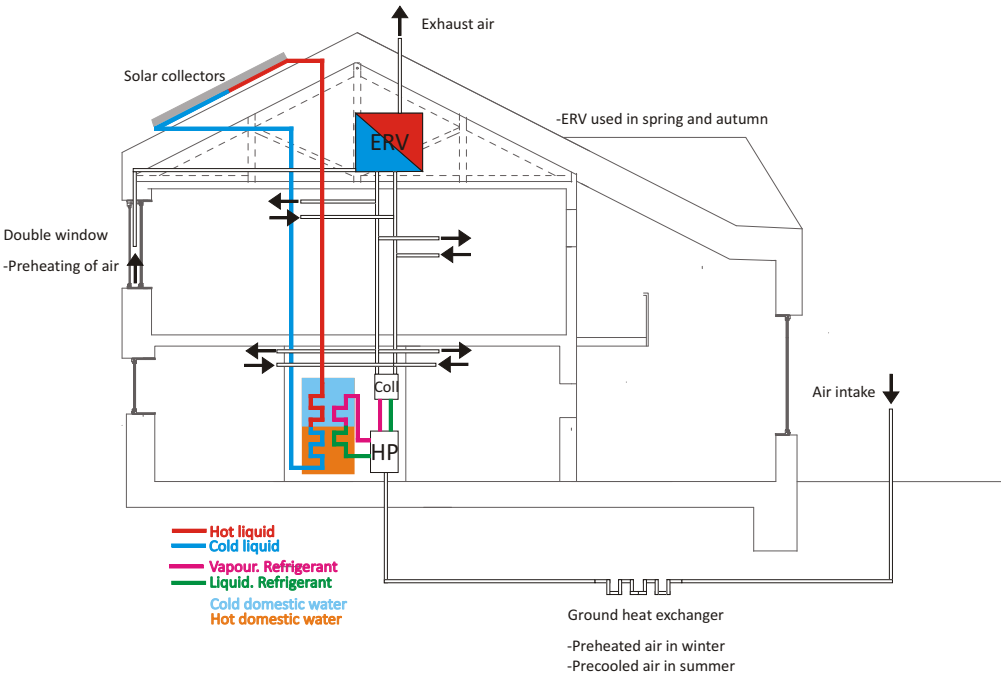 Exhaust air
Solar collectors
-ERV used in spring and autumn
ERV
Double window
-Preheating of air
Coll
Air intake
HP
Hot liquid
Cold liquid
Vapour. Refrigerant
Liquid. Refrigerant
Cold domestic water
Hot domestic water
Ground heat exchanger
-Preheated air in winter
-Precooled air in summer